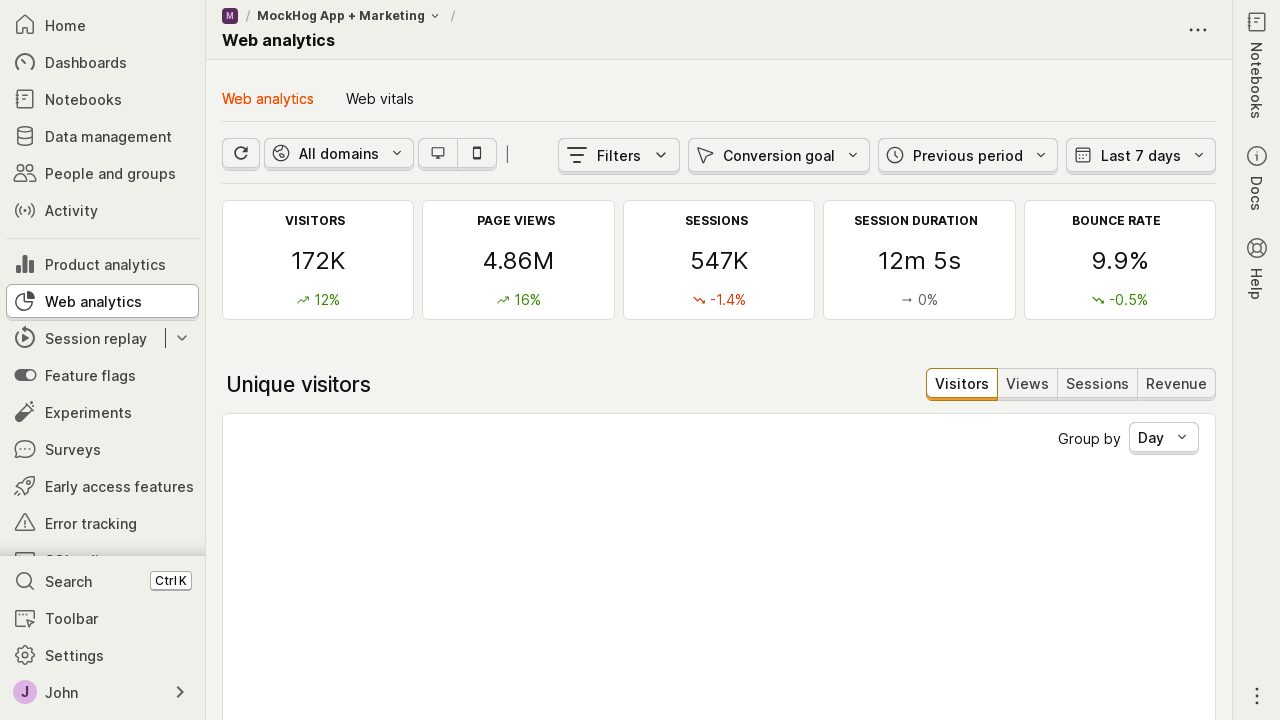 Home
Dashboards
Notebooks
Data management
People and groups
Activity
Product analytics
Web analytics
Session replay
Feature flags
Experiments
Surveys
Early access features
Error tracking
Search Ctrl K
Toolbar
Settings
J John
M / MockHog App + Marketing /
Web analytics
Web analytics Web vitals
All domains Filters Conversion goal Previous period Last 7 days
VISITORS PAGE VIEWS SESSIONS SESSION DURATION BOUNCE RATE
172K 4.86M 547K 12m 5s 9.9%
12% 16% -1.4% 0% -0.5%
Unique visitors Visitors Views Sessions Revenue
Group by Day
Notebooks
Docs
Help